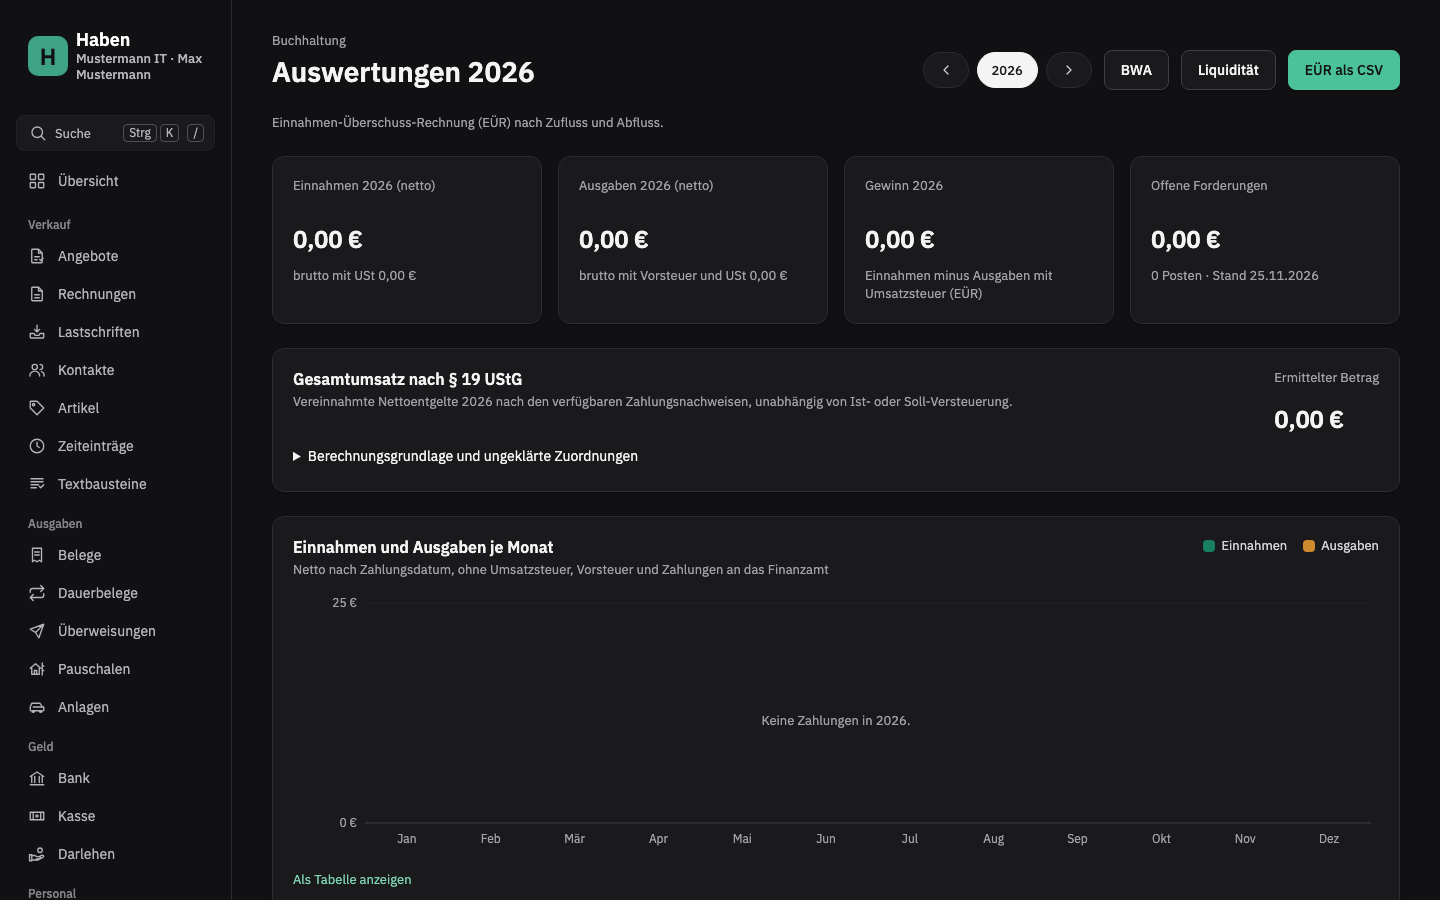 H
Haben
Mustermann IT · Max
Mustermann
Suche Strg K /
Übersicht
Verkauf
Angebote
Rechnungen
Lastschriften
Kontakte
Artikel
Zeiteinträge
Textbausteine
Ausgaben
Belege
Dauerbelege
Überweisungen
Pauschalen
Anlagen
Geld
Bank
Kasse
Darlehen
Personal
Buchhaltung
Auswertungen 2026
2026
BWA
Liquidität
EÜR als CSV
Einnahmen-Überschuss-Rechnung (EÜR) nach Zufluss und Abfluss.
Einnahmen 2026 (netto)
0,00 €
brutto mit USt 0,00 €
Ausgaben 2026 (netto)
0,00 €
brutto mit Vorsteuer und USt 0,00 €
Gewinn 2026
0,00 €
Einnahmen minus Ausgaben mit
Umsatzsteuer (EÜR)
Offene Forderungen
0,00 €
0 Posten · Stand 25.11.2026
Gesamtumsatz nach § 19 UStG
Vereinnahmte Nettoentgelte 2026 nach den verfügbaren Zahlungsnachweisen, unabhängig von Ist- oder Soll-Versteuerung.
Ermittelter Betrag
0,00 €
Berechnungsgrundlage und ungeklärte Zuordnungen
Einnahmen und Ausgaben je Monat
Netto nach Zahlungsdatum, ohne Umsatzsteuer, Vorsteuer und Zahlungen an das Finanzamt
Einnahmen Ausgaben
25 €
Keine Zahlungen in 2026.
0 €
Jan Feb Mär Apr Mai Jun Jul Aug Sep Okt Nov Dez
Als Tabelle anzeigen